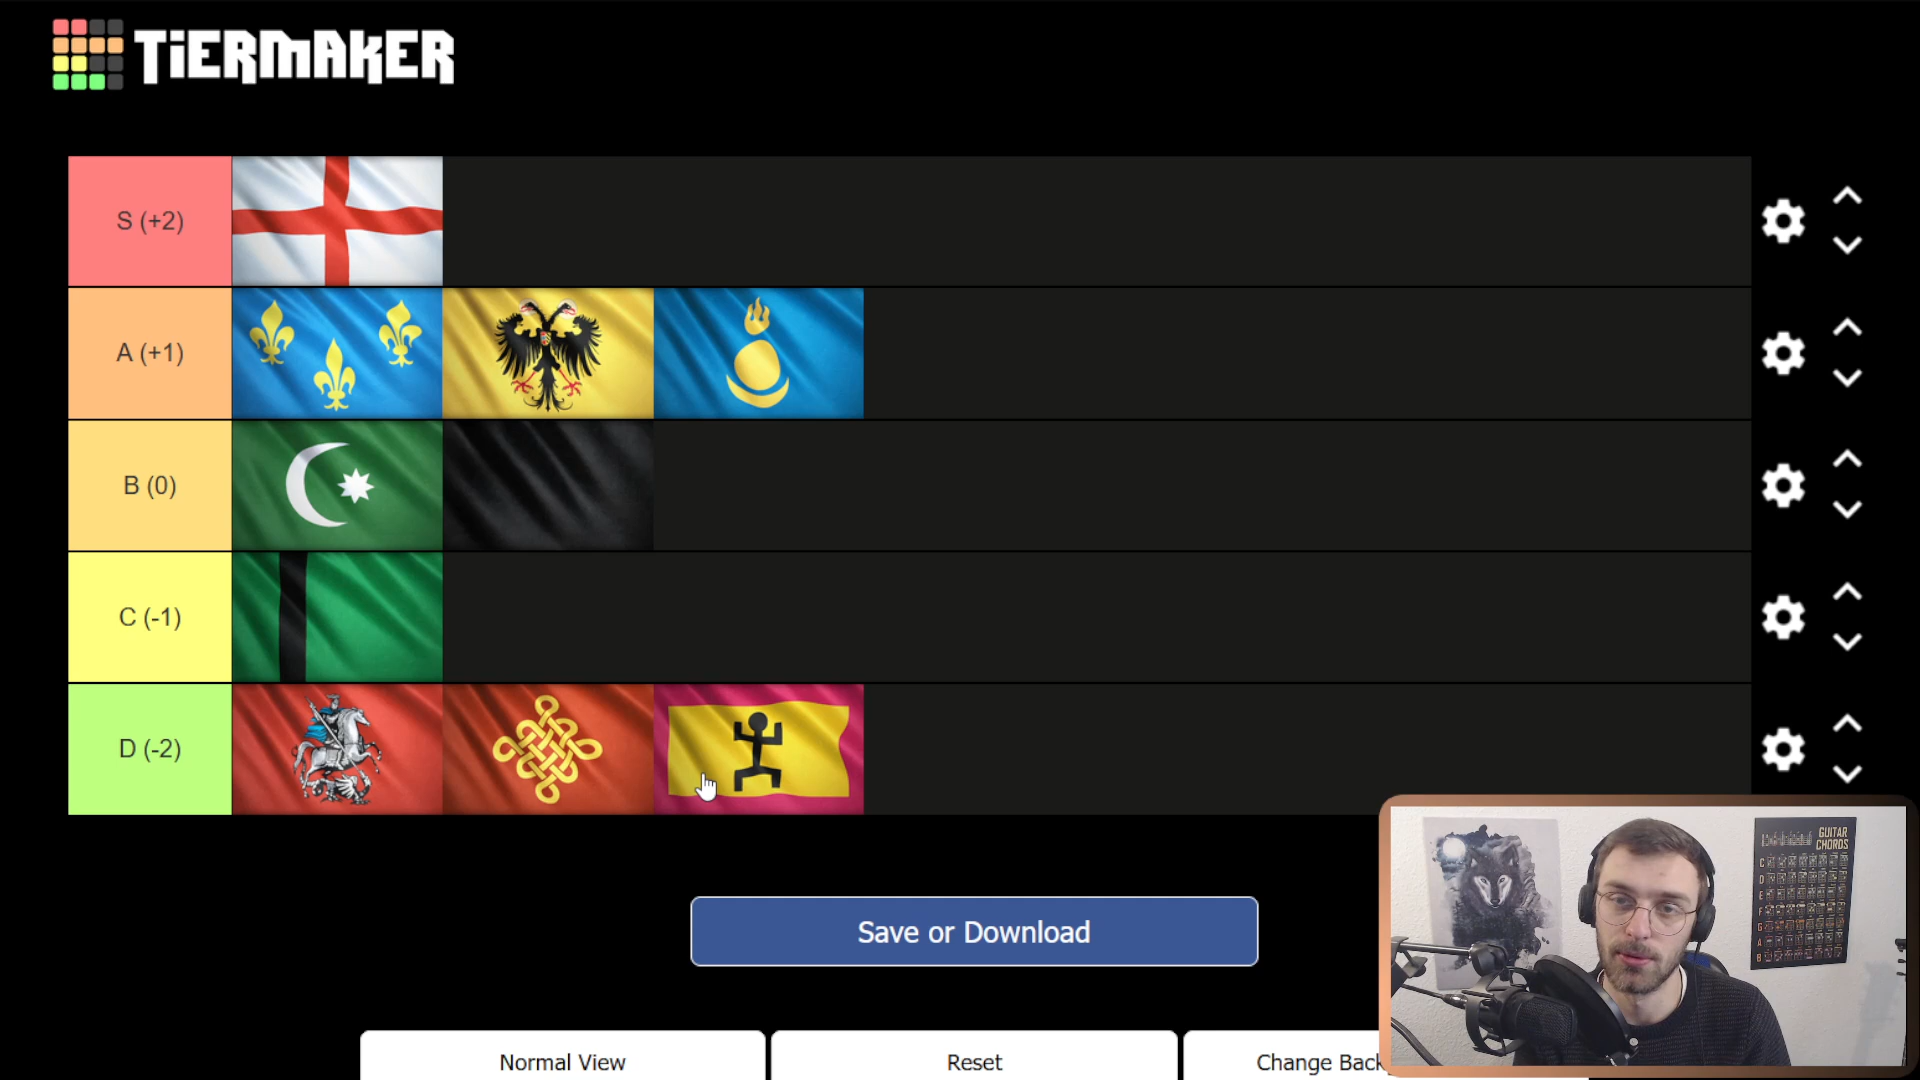 TiERMAKER
S (+2)
A (+1)
B (0)
C (-1)
D (-2)
Save or Download
Normal View
Reset
Change Back
GUITAR
CHORDS
C
D
E
F
G
A
B